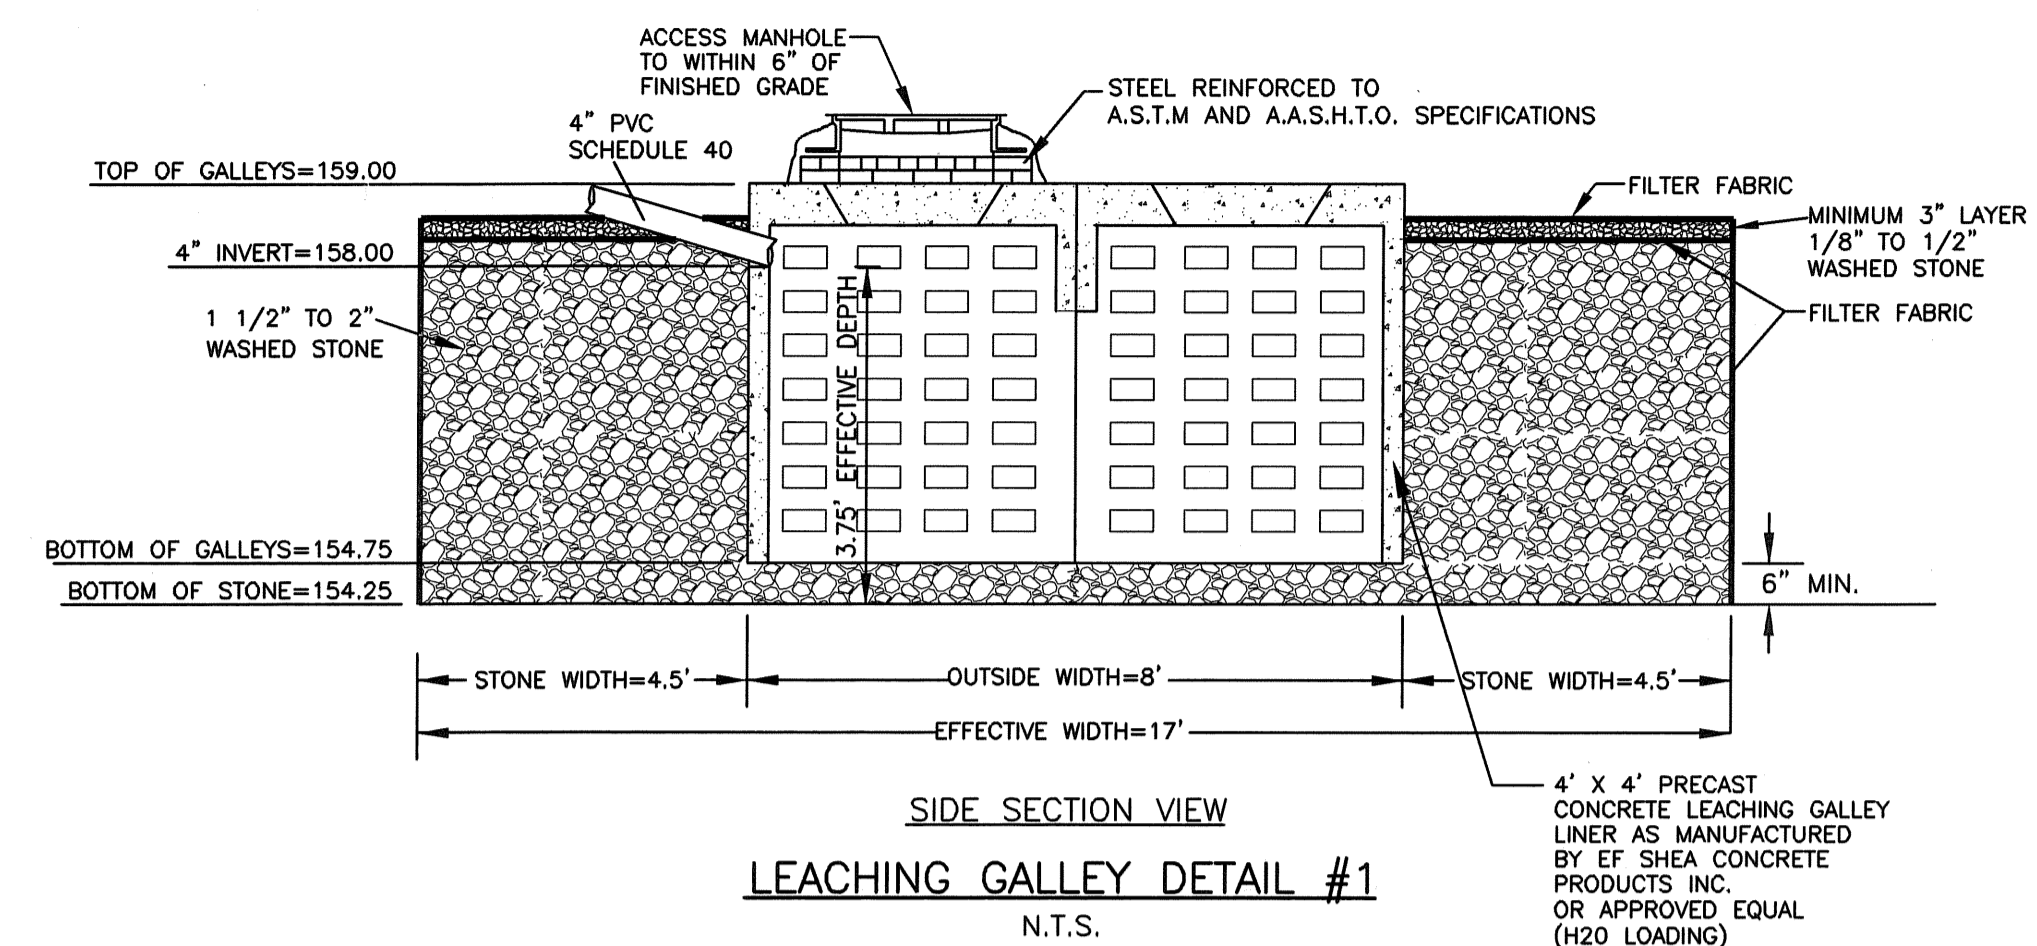 ACCESS MANHOLE
TO WITHIN 6" OF
FINISHED GRADE
STEEL REINFORCED TO
A.S.T.M AND A.A.S.H.T.O. SPECIFICATIONS
4" PVC
SCHEDULE 40
TOP OF GALLEYS=159.00
FILTER FABRIC
MINIMUM 3" LAYER
1/8" TO 1/2"
WASHED STONE
4" INVERT=158.00
FILTER FABRIC
1 1/2" TO 2"
WASHED STONE
3.75' EFFECTIVE DEPTH
BOTTOM OF GALLEYS=154.75
BOTTOM OF STONE=154.25
6" MIN.
STONE WIDTH=4.5'
OUTSIDE WIDTH=8'
STONE WIDTH=4.5'
EFFECTIVE WIDTH=17'
4' X 4' PRECAST
CONCRETE LEACHING GALLEY
LINER AS MANUFACTURED
BY EF SHEA CONCRETE
PRODUCTS INC.
OR APPROVED EQUAL
(H20 LOADING)
SIDE SECTION VIEW
LEACHING GALLEY DETAIL #1
N.T.S.